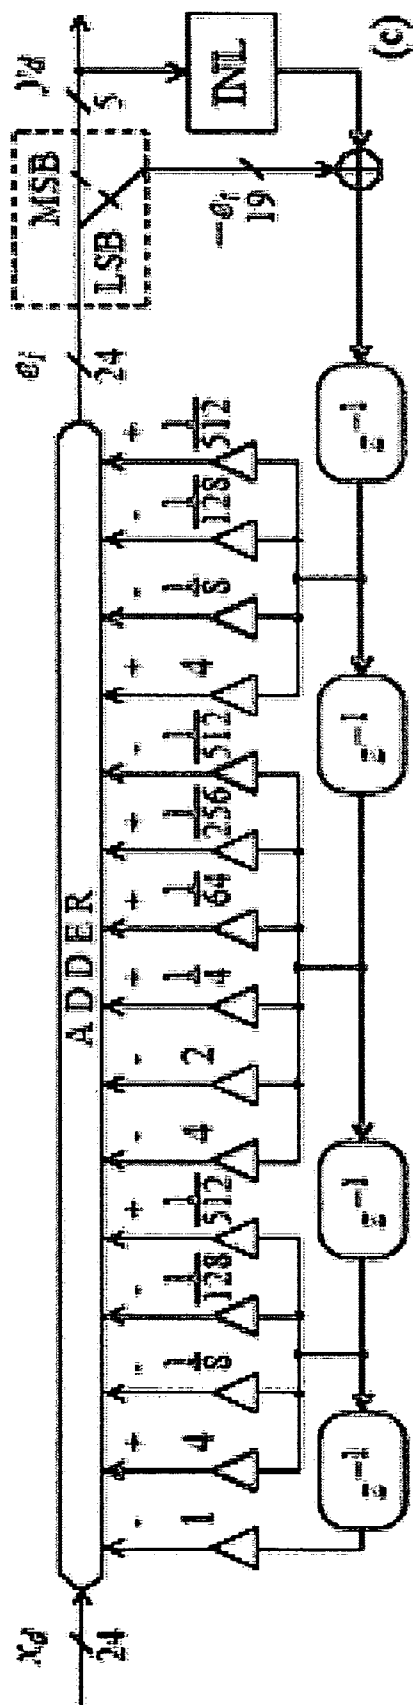 x_d
24
ADDER
e_i
24
MSB
LSB
y_d
5
INL
-e_i
19
- + - - + - - + + + - + - - +
1 4 1/8 1/128 1/512 4 2 1/4 1/64 1/256 1/512 4 1/8 1/128 1/512
z^-1 z^-1 z^-1 z^-1
(c)